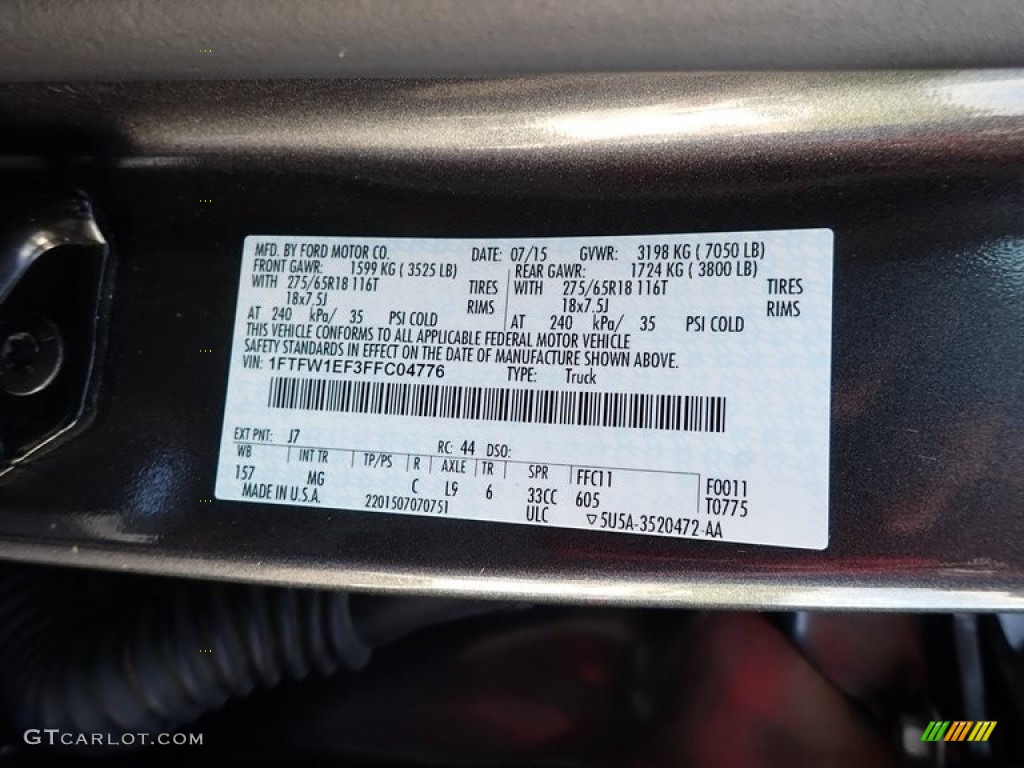 MFD. BY FORD MOTOR CO. DATE: 07/15 GVWR: 3198 KG ( 7050 LB)
FRONT GAWR: 1599 KG ( 3525 LB) REAR GAWR: 1724 KG ( 3800 LB)
WITH 275/65R18 116T TIRES WITH 275/65R18 116T TIRES
18x7.5J RIMS 18x7.5J RIMS
AT 240 kPa/ 35 PSI COLD AT 240 kPa/ 35 PSI COLD
THIS VEHICLE CONFORMS TO ALL APPLICABLE FEDERAL MOTOR VEHICLE
SAFETY STANDARDS IN EFFECT ON THE DATE OF MANUFACTURE SHOWN ABOVE.
VIN: 1FTFW1EF3FFC04776 TYPE: Truck
EXT PNT: J7 RC: 44 DSO:
WB INT TR TP/PS R AXLE TR SPR FFC11 F0011
157 MG C L9 6 33CC 605 T0775
MADE IN U.S.A. 2201507070751 ULC ▽5U5A-3520472-AA
GTCARLOT.COM